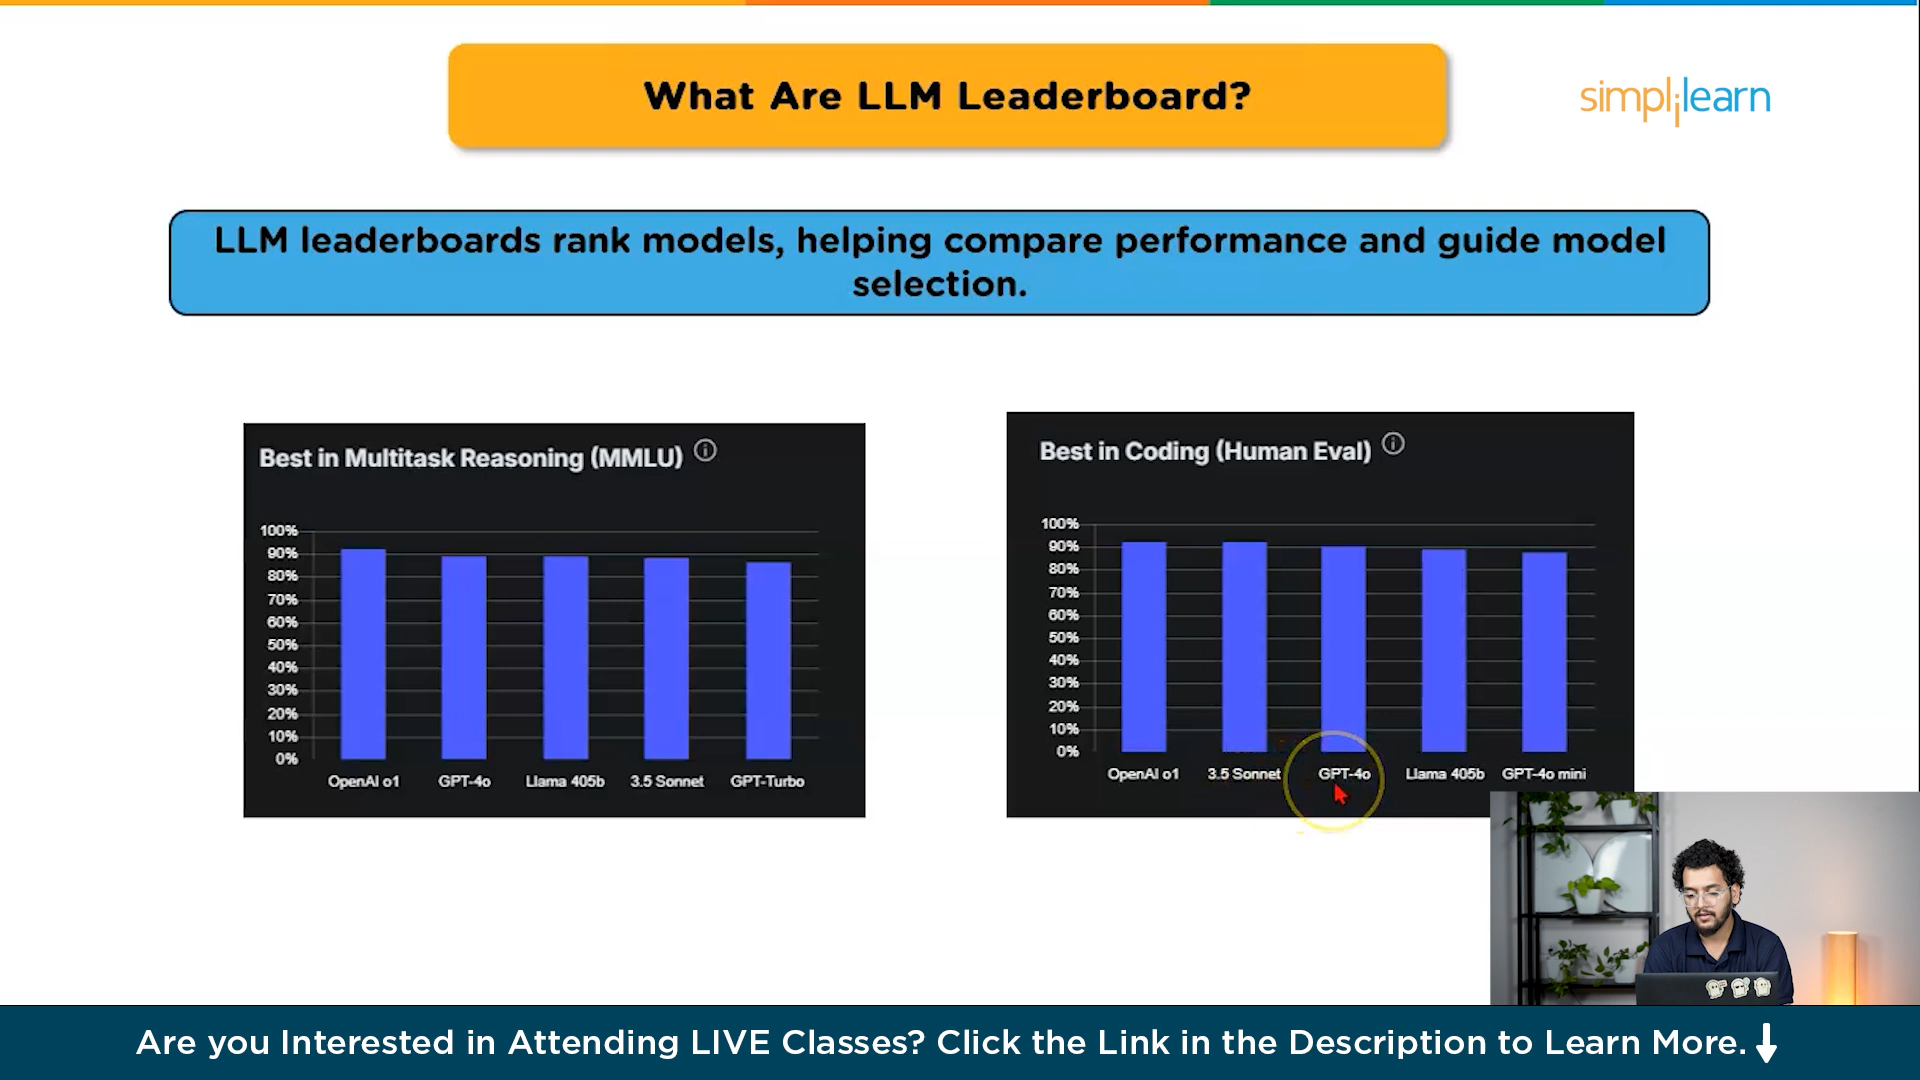 What Are LLM Leaderboard?
simplilearn
LLM leaderboards rank models, helping compare performance and guide model
selection.
Best in Multitask Reasoning (MMLU)
100%
90%
80%
70%
60%
50%
40%
30%
20%
10%
0%
OpenAI o1 GPT-4o Llama 405b 3.5 Sonnet GPT-Turbo
Best in Coding (Human Eval)
100%
90%
80%
70%
60%
50%
40%
30%
20%
10%
0%
OpenAI o1 3.5 Sonnet GPT-4o Llama 405b GPT-4o mini
Are you Interested in Attending LIVE Classes? Click the Link in the Description to Learn More.